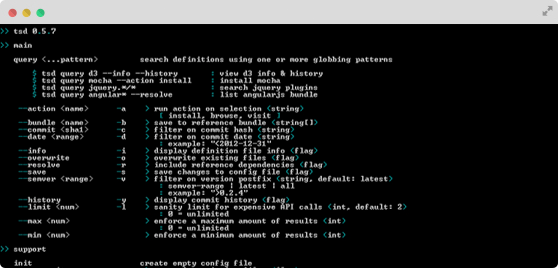 >> tsd 0.5.7
>> main
query <...pattern> search definitions using one or more globbing patterns
$ tsd query d3 --info --history : view d3 info & history
$ tsd query mocha --action install : install mocha
$ tsd query jquery.*/* : search jquery plugins
$ tsd query angular* --resolve : list angularjs bundle
--action <name> -a > run action on selection <string>
[ install, browse, visit ]
--bundle <name> -b > save to reference bundle <string[]>
--commit <sha1> -c > filter on commit hash <string>
--date <range> -d > filter on commit date <string>
: example: "<2012-12-31"
--info -i > display definition file info <flag>
--overwrite -o > overwrite existing files <flag>
--resolve -r > include reference dependencies <flag>
--save -s > save changes to config file <flag>
--semver <range> -v > filter on version postfix <string, default: latest>
: semver-range | latest | all
: example: ">0.2.4"
--history -y > display commit history <flag>
--limit <num> -l > sanity limit for expensive API calls <int, default: 2>
: 0 = unlimited
--max <num> > enforce a maximum amount of results <int>
: 0 = unlimited
--min <num> > enforce a minimum amount of results <int>
>> support
init create empty config file